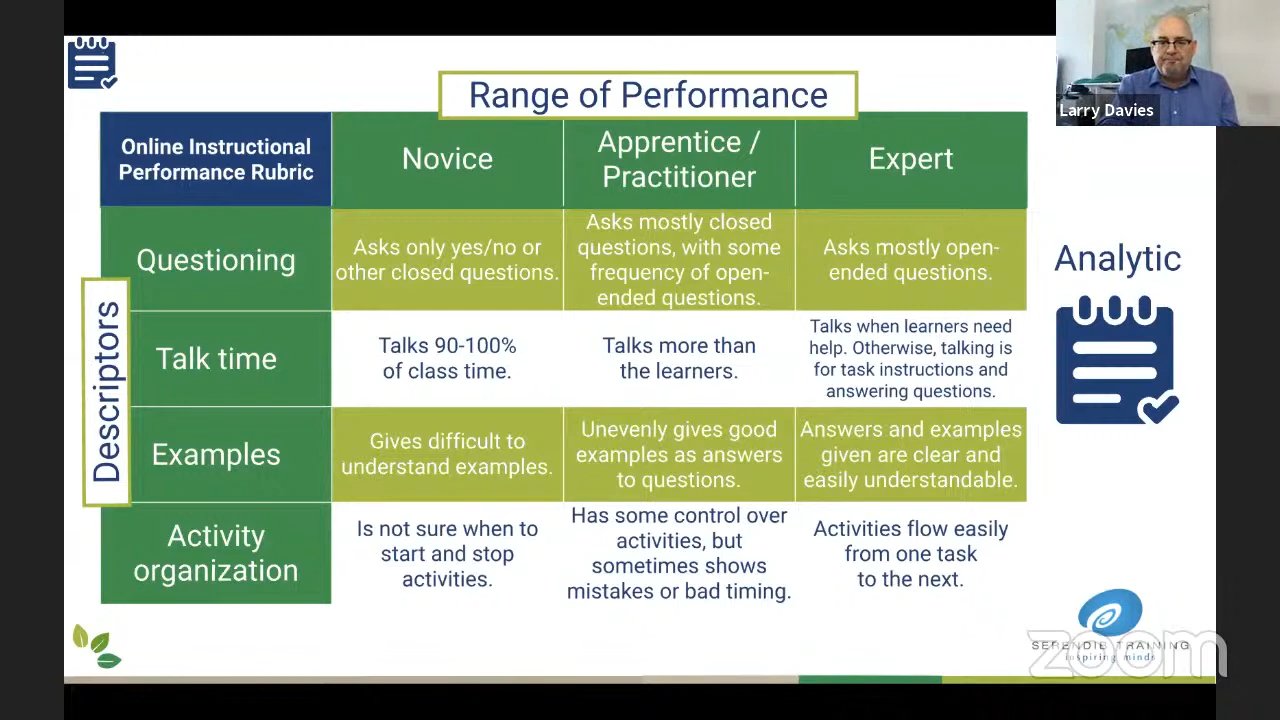 Range of Performance
Larry Davies
Online Instructional
Performance Rubric
Novice
Apprentice /
Practitioner
Expert
Descriptors
Questioning
Asks only yes/no or
other closed questions.
Asks mostly closed
questions, with some
frequency of open-
ended questions.
Asks mostly open-
ended questions.
Analytic
Talk time
Talks 90-100%
of class time.
Talks more than
the learners.
Talks when learners need
help. Otherwise, talking is
for task instructions and
answering questions.
Examples
Gives difficult to
understand examples.
Unevenly gives good
examples as answers
to questions.
Answers and examples
given are clear and
easily understandable.
Activity
organization
Is not sure when to
start and stop
activities.
Has some control over
activities, but
sometimes shows
mistakes or bad timing.
Activities flow easily
from one task
to the next.
SERENDIB TRAINING
inspiring minds
zoom